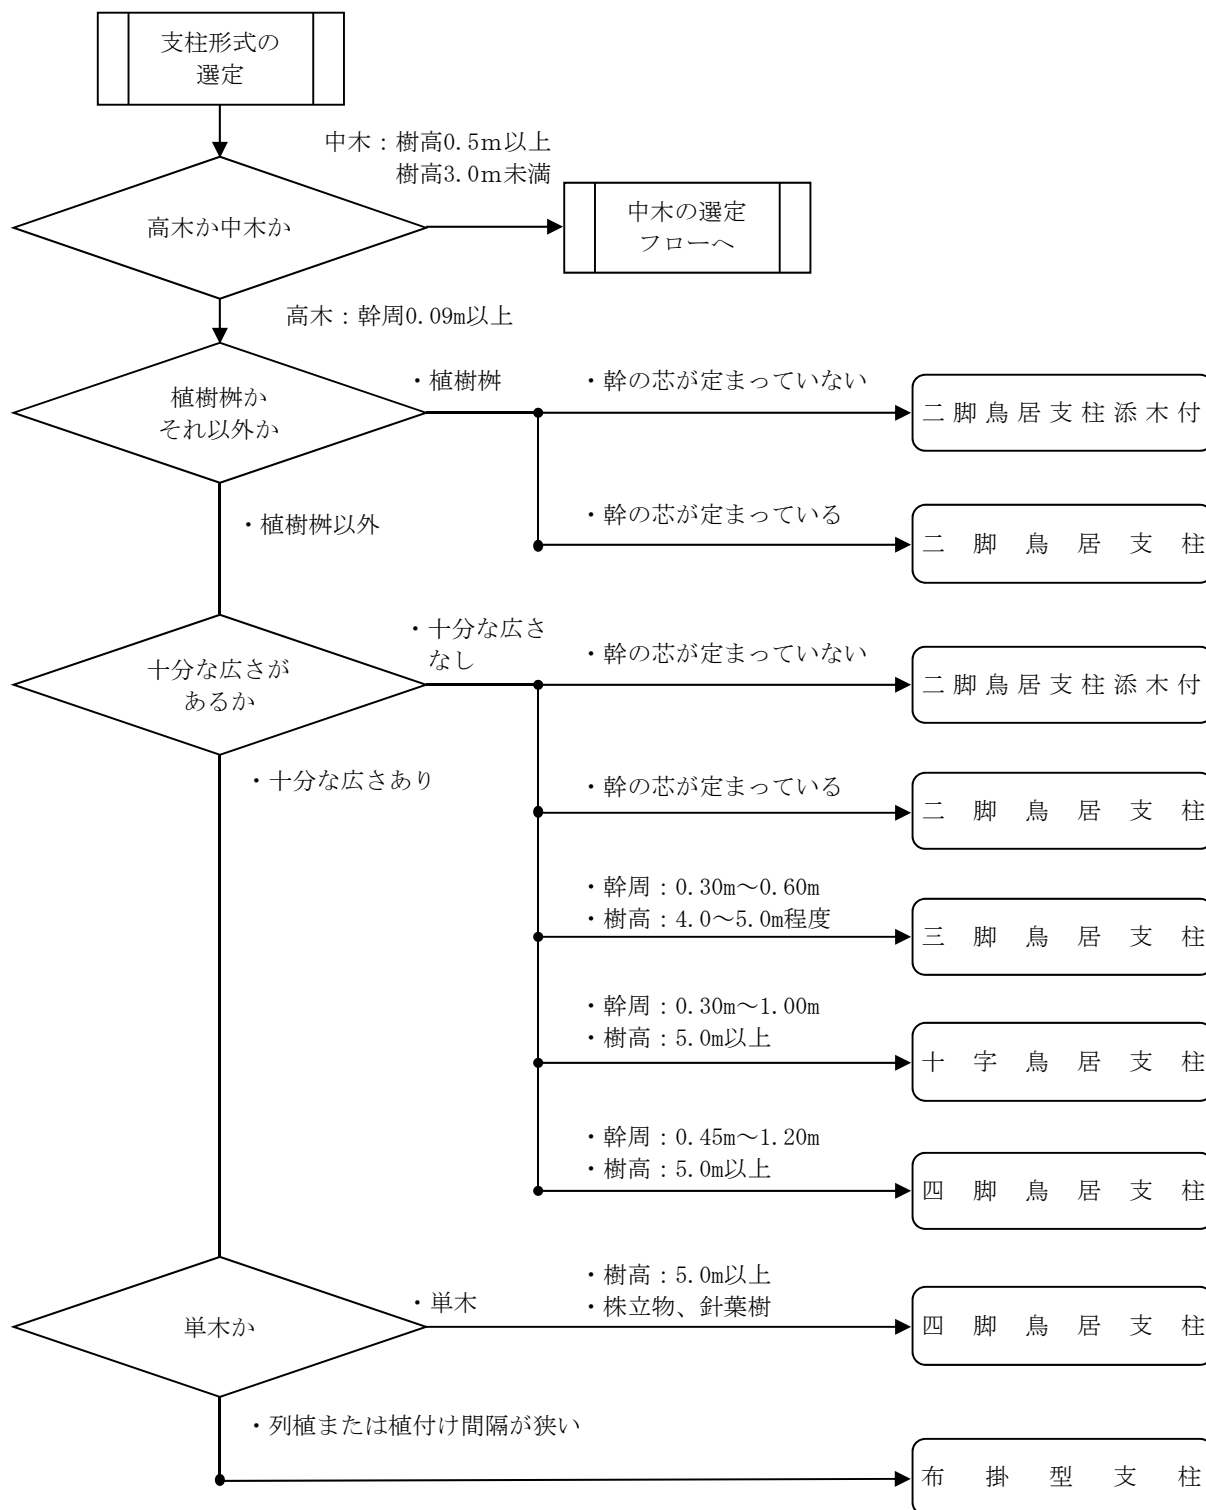 支柱形式の
選定
中木：樹高0.5ｍ以上
樹高3.0ｍ未満
高木か中木か
中木の選定
フローへ
高木：幹周0.09m以上
植樹桝か
それ以外か
・植樹桝
・幹の芯が定まっていない
二脚鳥居支柱添木付
・幹の芯が定まっている
二脚鳥居支柱
・植樹桝以外
十分な広さが
あるか
・十分な広さ
なし
・幹の芯が定まっていない
二脚鳥居支柱添木付
・十分な広さあり
・幹の芯が定まっている
二脚鳥居支柱
・幹周：0.30m～0.60m
・樹高：4.0～5.0m程度
三脚鳥居支柱
・幹周：0.30m～1.00m
・樹高：5.0m以上
十字鳥居支柱
・幹周：0.45m～1.20m
・樹高：5.0m以上
四脚鳥居支柱
単木か
・単木
・樹高：5.0m以上
・株立物、針葉樹
四脚鳥居支柱
・列植または植付け間隔が狭い
布掛型支柱